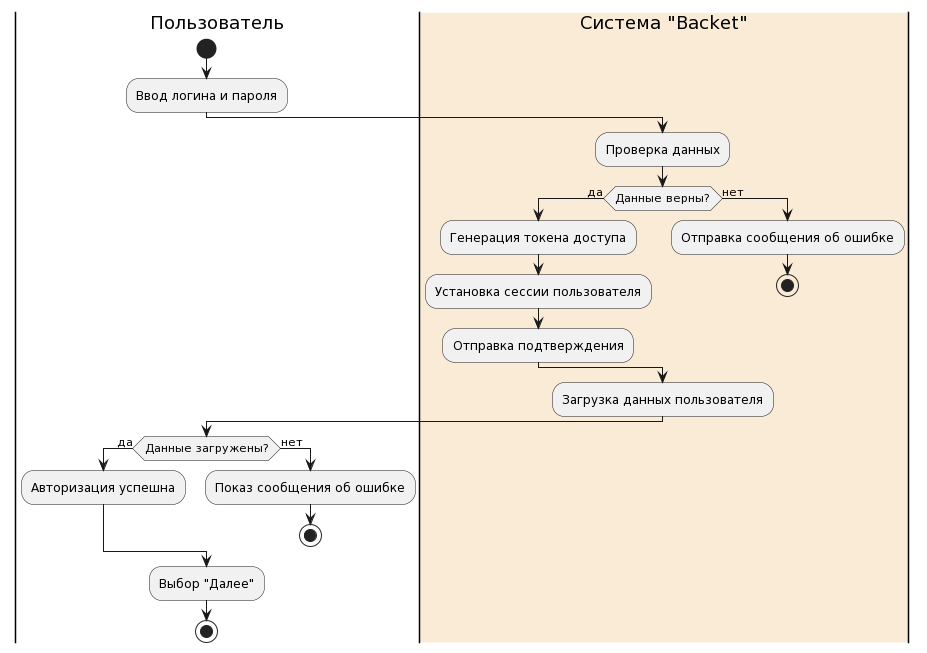 Пользователь
Система "Backet"
Ввод логина и пароля
Проверка данных
да
Данные верны?
нет
Генерация токена доступа
Отправка сообщения об ошибке
Установка сессии пользователя
Отправка подтверждения
Загрузка данных пользователя
да
Данные загружены?
нет
Авторизация успешна
Показ сообщения об ошибке
Выбор "Далее"